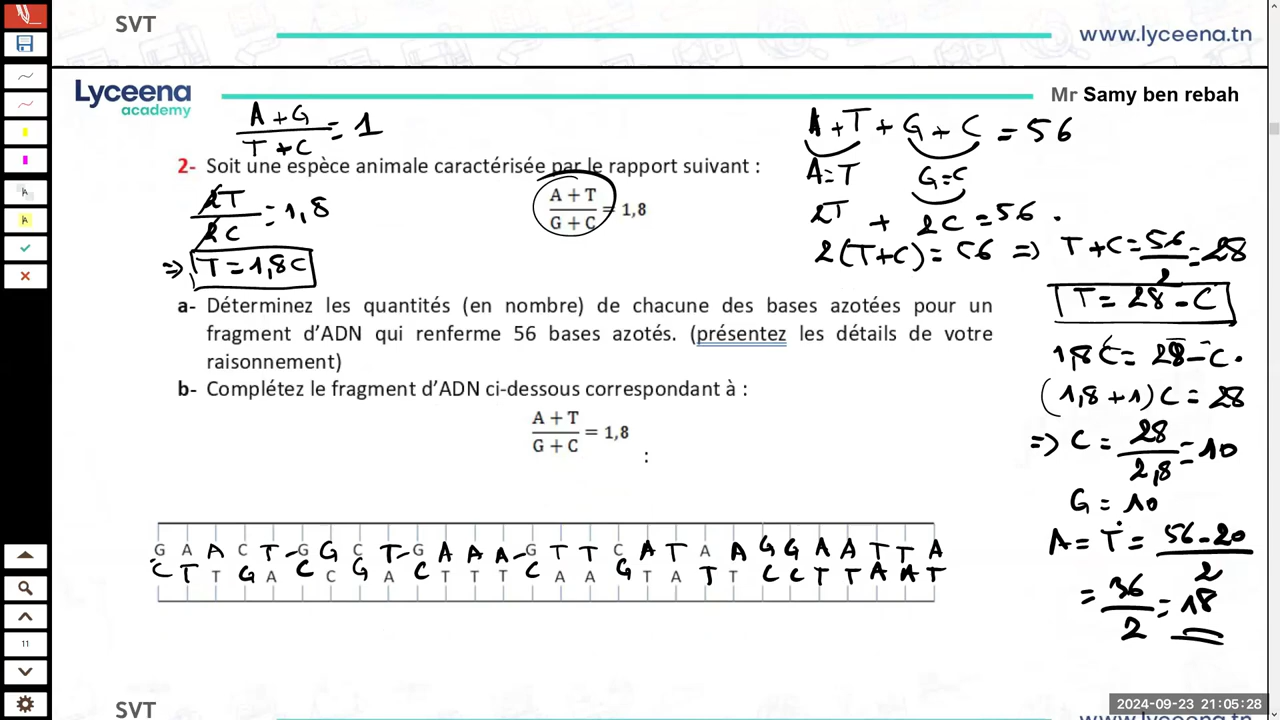 SVT
www.lyceena.tn
Lyceena
academy
Mr Samy ben rebah
A+G / T+C = 1
A+T + G+C = 56
2- Soit une espèce animale caractérisée par le rapport suivant :
A=T G=C
A + T / G + C = 1,8
2T / 2C = 1,8
2T + 2C = 56.
=> T = 1,8C
2(T+C) = 56 => T+C = 56 / 2 = 28
T = 28 - C
a- Déterminez les quantités (en nombre) de chacune des bases azotées pour un
fragment d'ADN qui renferme 56 bases azotés. (présentez les détails de votre
raisonnement)
1,8C = 28 - C.
b- Complétez le fragment d'ADN ci-dessous correspondant à :
(1,8+1)C = 28
A + T / G + C = 1,8
:
=> C = 28 / 2,8 = 10
G = 10
A = T = 56-20 / 2
= 36 / 2 = 18
G A A C T G G C T G A A A G T T C A T A A G G A A T T A
C T T G A C C G A C T T T C A A G T A T T C C T T A A T
11
2024-09-23 21:05:28
SVT